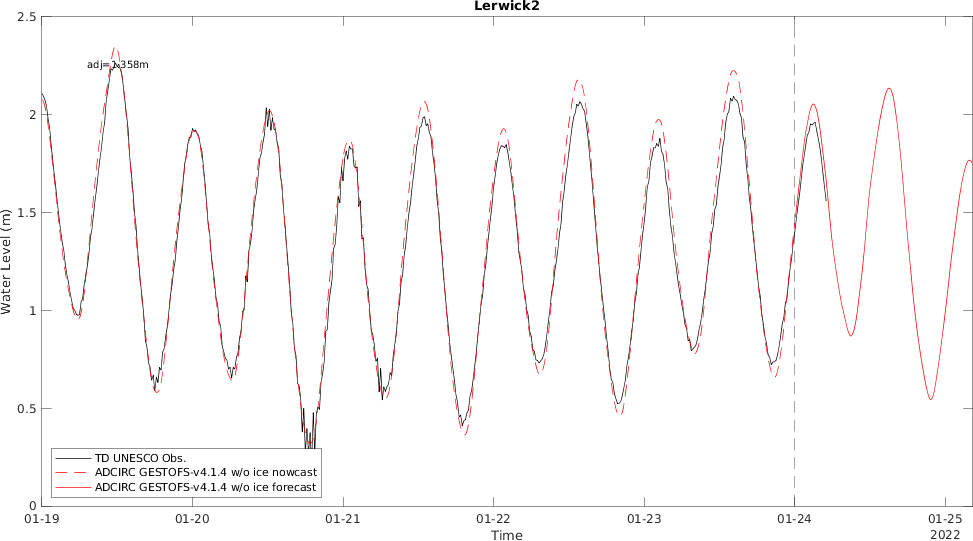 Lerwick2
2.5
2
1.5
1
0.5
0
Water Level (m)
adj=1.358m
TD UNESCO Obs.
ADCIRC GESTOFS-v4.1.4 w/o ice nowcast
ADCIRC GESTOFS-v4.1.4 w/o ice forecast
01-19 01-20 01-21 01-22 01-23 01-24 01-25
Time
2022